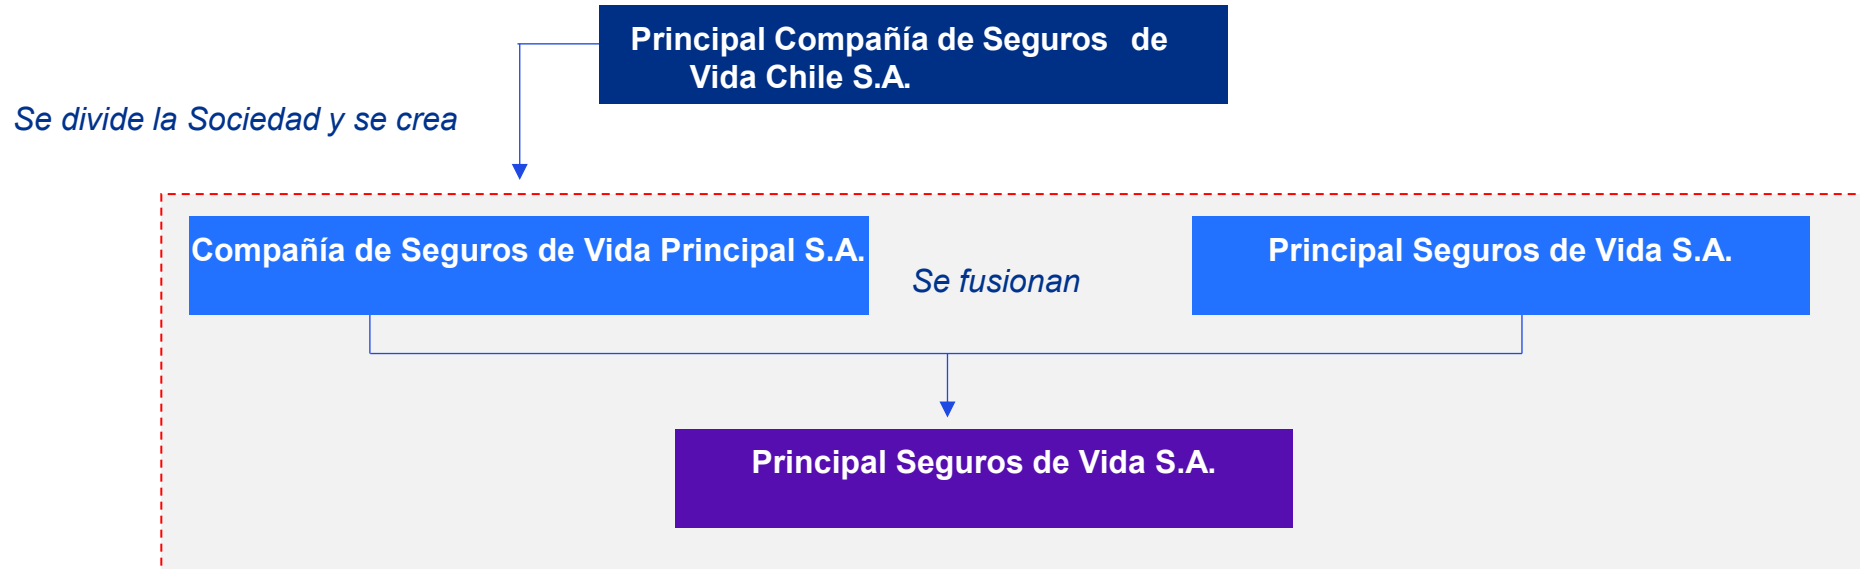 Principal Compañía de Seguros de
Vida Chile S.A.
Se divide la Sociedad y se crea
Compañía de Seguros de Vida Principal S.A.
Se fusionan
Principal Seguros de Vida S.A.
Principal Seguros de Vida S.A.